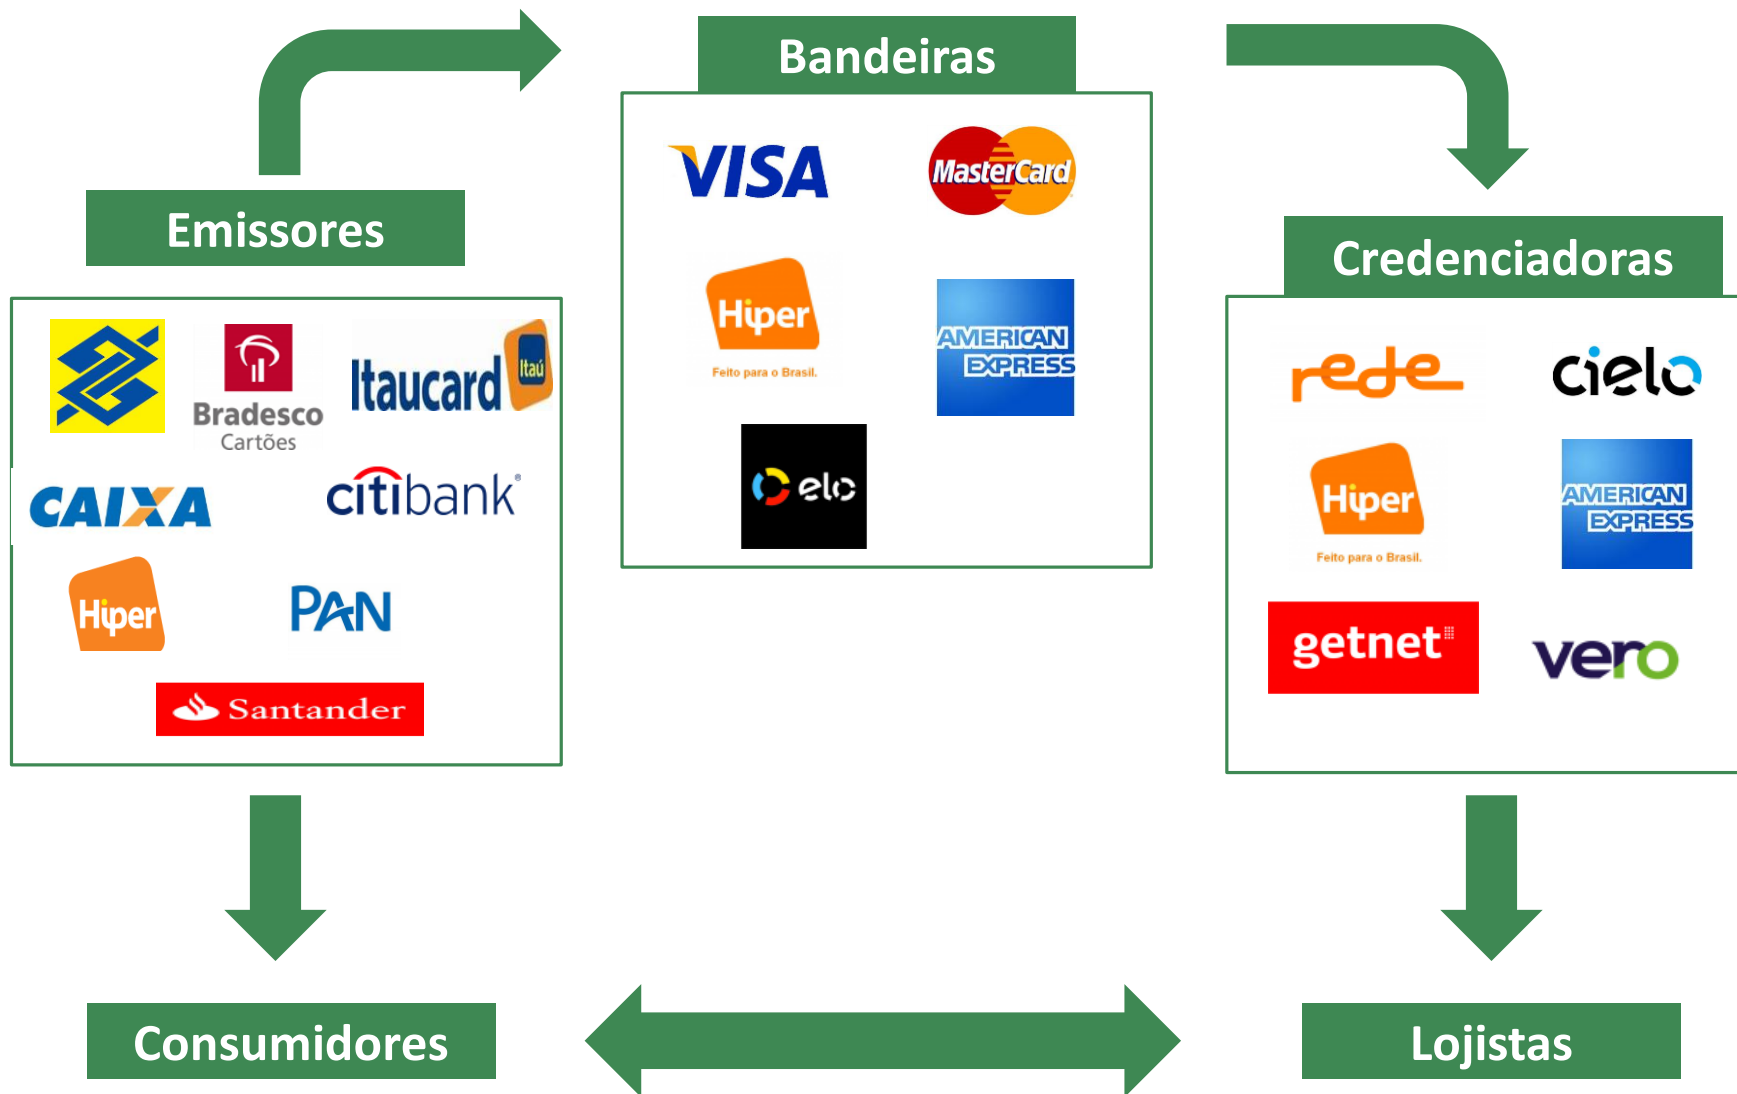 Bandeiras
VISA
MasterCard
Hiper
Feito para o Brasil.
AMERICAN
EXPRESS
elo
Emissores
Bradesco
Cartões
Itaucard
Itaú
CAIXA
citibank®
Hiper
PAN
Santander
Credenciadoras
rede
cielo
Hiper
Feito para o Brasil.
AMERICAN
EXPRESS
getnet
vero
Consumidores
Lojistas